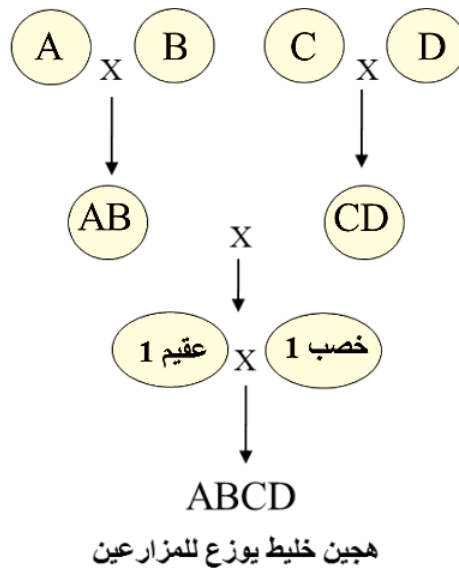 A X B C X D
AB X CD
عقيم 1 X خصب 1
ABCD
هجين خليط يوزع للمزارعين